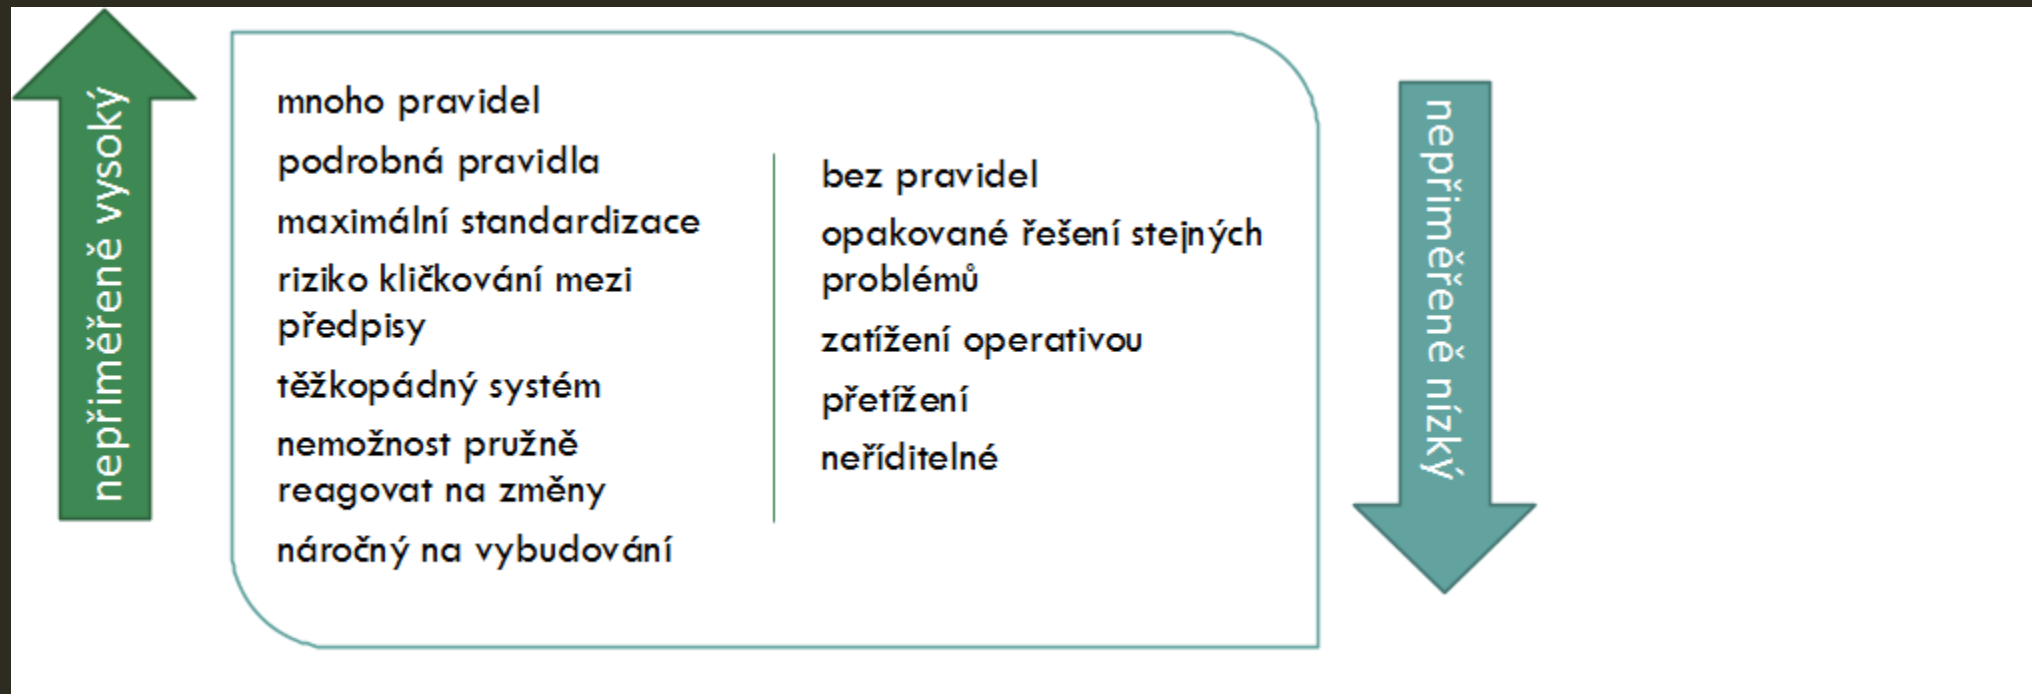 nepřiměřeně vysoký
mnoho pravidel
podrobná pravidla
maximální standardizace
riziko kličkování mezi
předpisy
těžkopádný systém
nemožnost pružně
reagovat na změny
náročný na vybudování
bez pravidel
opakované řešení stejných
problémů
zatížení operativou
přetížení
neříditelné
nepřiměřeně nízký